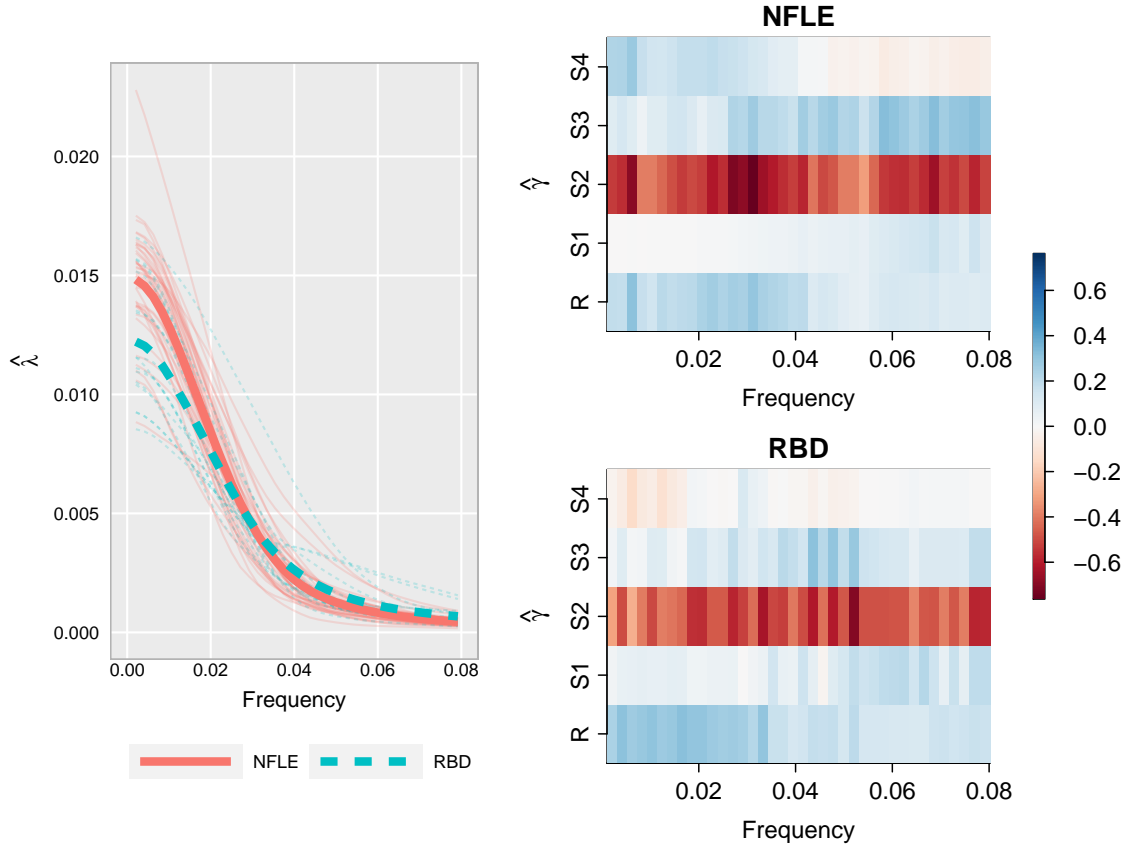 0.020
0.015
0.010
0.005
0.000
λ̂
0.00 0.02 0.04 0.06 0.08
Frequency
NFLE RBD
NFLE
S4
S3
S2
S1
R
γ̂
0.02 0.04 0.06 0.08
Frequency
RBD
S4
S3
S2
S1
R
γ̂
0.02 0.04 0.06 0.08
Frequency
0.6
0.4
0.2
0.0
−0.2
−0.4
−0.6